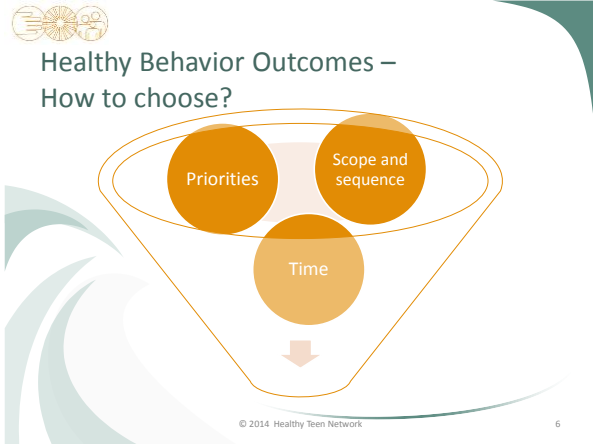 Healthy Behavior Outcomes –
How to choose?
Priorities
Scope and
sequence
Time
© 2014 Healthy Teen Network
6